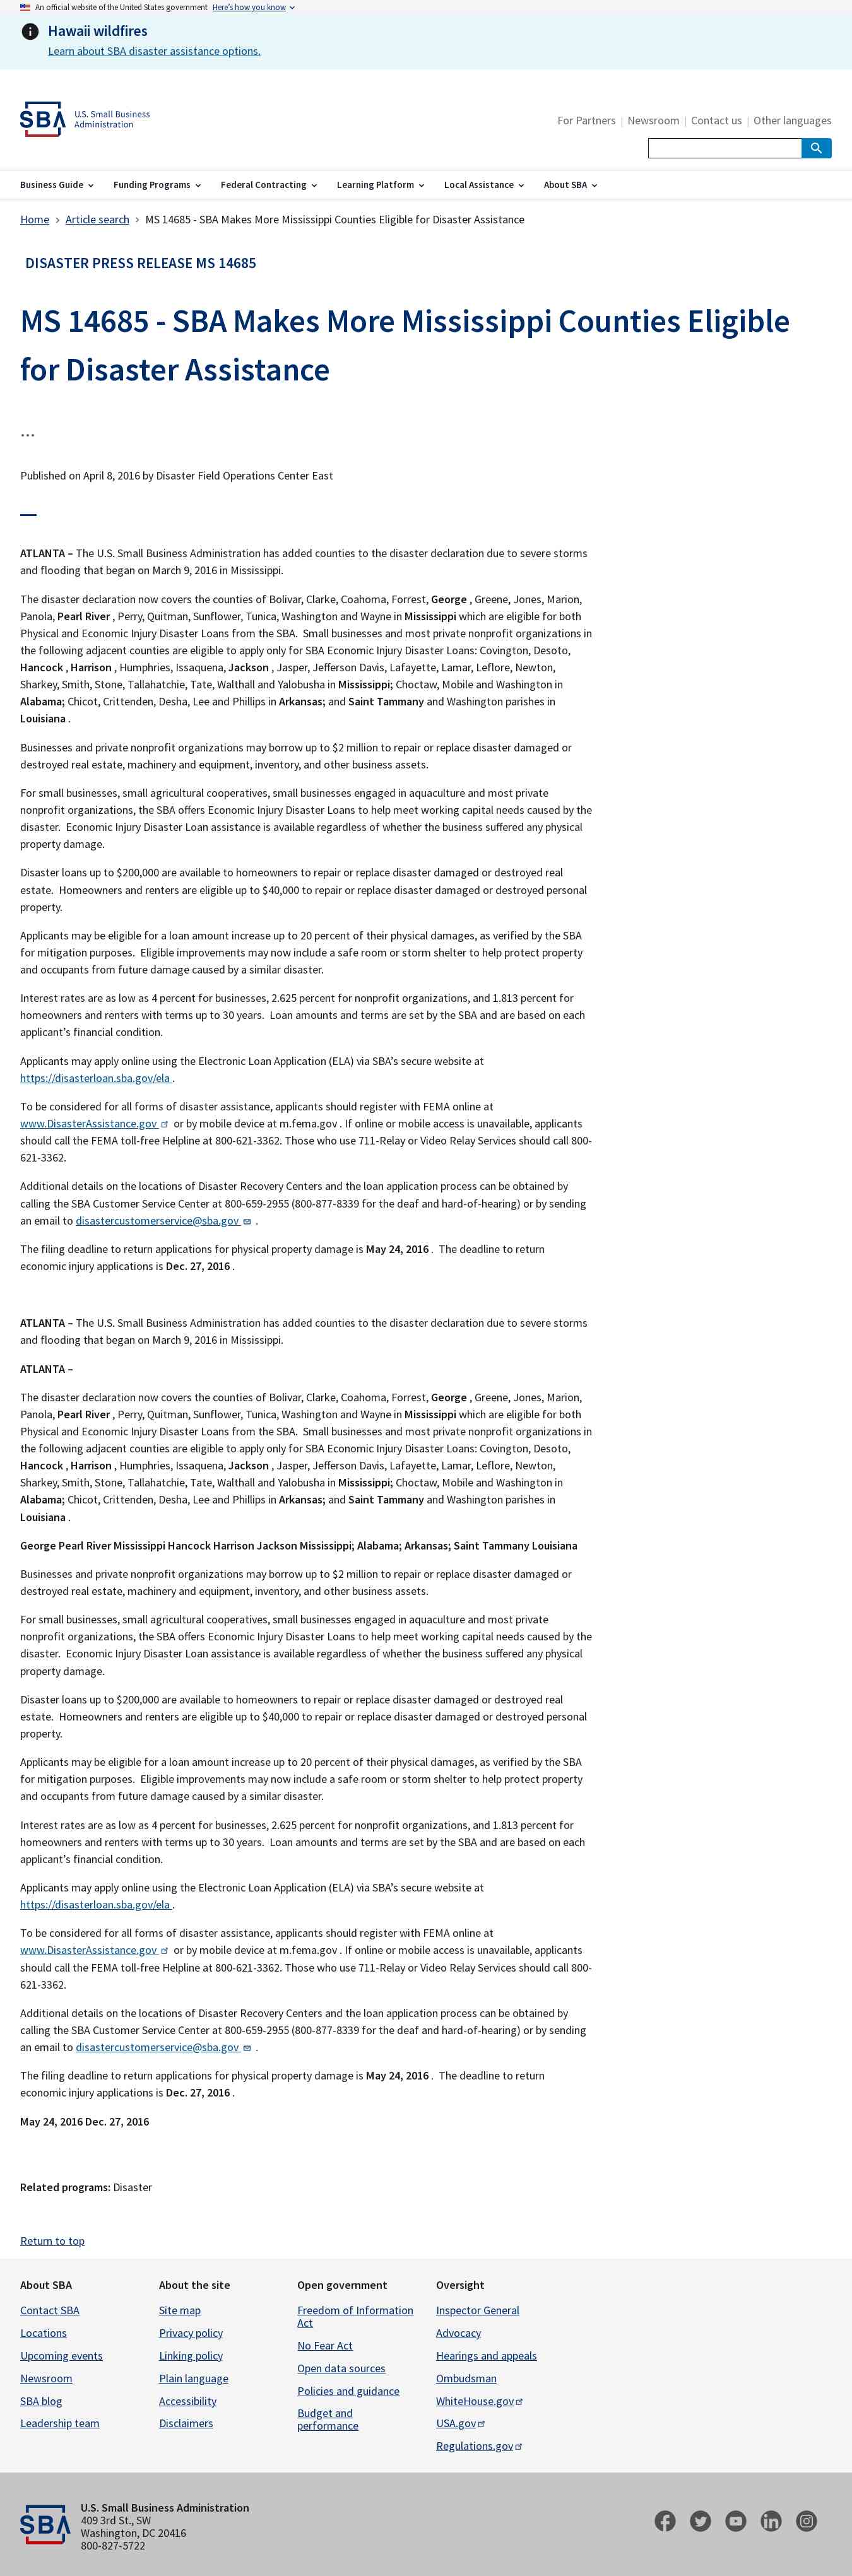 An official website of the United States government Here's how you know
Hawaii wildfires
Learn about SBA disaster assistance options.
SBA U.S. Small Business
Administration
For Partners | Newsroom | Contact us | Other languages
Business Guide Funding Programs Federal Contracting Learning Platform Local Assistance About SBA
Home > Article search > MS 14685 - SBA Makes More Mississippi Counties Eligible for Disaster Assistance
DISASTER PRESS RELEASE MS 14685
MS 14685 - SBA Makes More Mississippi Counties Eligible
for Disaster Assistance
...
Published on April 8, 2016 by Disaster Field Operations Center East
ATLANTA – The U.S. Small Business Administration has added counties to the disaster declaration due to severe storms
and flooding that began on March 9, 2016 in Mississippi.
The disaster declaration now covers the counties of Bolivar, Clarke, Coahoma, Forrest, George , Greene, Jones, Marion,
Panola, Pearl River , Perry, Quitman, Sunflower, Tunica, Washington and Wayne in Mississippi which are eligible for both
Physical and Economic Injury Disaster Loans from the SBA.  Small businesses and most private nonprofit organizations in
the following adjacent counties are eligible to apply only for SBA Economic Injury Disaster Loans: Covington, Desoto,
Hancock , Harrison , Humphries, Issaquena, Jackson , Jasper, Jefferson Davis, Lafayette, Lamar, Leflore, Newton,
Sharkey, Smith, Stone, Tallahatchie, Tate, Walthall and Yalobusha in Mississippi; Choctaw, Mobile and Washington in
Alabama; Chicot, Crittenden, Desha, Lee and Phillips in Arkansas; and Saint Tammany and Washington parishes in
Louisiana .
Businesses and private nonprofit organizations may borrow up to $2 million to repair or replace disaster damaged or
destroyed real estate, machinery and equipment, inventory, and other business assets.
For small businesses, small agricultural cooperatives, small businesses engaged in aquaculture and most private
nonprofit organizations, the SBA offers Economic Injury Disaster Loans to help meet working capital needs caused by the
disaster.  Economic Injury Disaster Loan assistance is available regardless of whether the business suffered any physical
property damage.
Disaster loans up to $200,000 are available to homeowners to repair or replace disaster damaged or destroyed real
estate.  Homeowners and renters are eligible up to $40,000 to repair or replace disaster damaged or destroyed personal
property.
Applicants may be eligible for a loan amount increase up to 20 percent of their physical damages, as verified by the SBA
for mitigation purposes.  Eligible improvements may now include a safe room or storm shelter to help protect property
and occupants from future damage caused by a similar disaster.
Interest rates are as low as 4 percent for businesses, 2.625 percent for nonprofit organizations, and 1.813 percent for
homeowners and renters with terms up to 30 years.  Loan amounts and terms are set by the SBA and are based on each
applicant’s financial condition.
Applicants may apply online using the Electronic Loan Application (ELA) via SBA’s secure website at
https://disasterloan.sba.gov/ela .
To be considered for all forms of disaster assistance, applicants should register with FEMA online at
www.DisasterAssistance.gov or by mobile device at m.fema.gov . If online or mobile access is unavailable, applicants
should call the FEMA toll-free Helpline at 800-621-3362. Those who use 711-Relay or Video Relay Services should call 800-
621-3362.
Additional details on the locations of Disaster Recovery Centers and the loan application process can be obtained by
calling the SBA Customer Service Center at 800-659-2955 (800-877-8339 for the deaf and hard-of-hearing) or by sending
an email to disastercustomerservice@sba.gov .
The filing deadline to return applications for physical property damage is May 24, 2016 .  The deadline to return
economic injury applications is Dec. 27, 2016 .
ATLANTA – The U.S. Small Business Administration has added counties to the disaster declaration due to severe storms
and flooding that began on March 9, 2016 in Mississippi.
ATLANTA –
The disaster declaration now covers the counties of Bolivar, Clarke, Coahoma, Forrest, George , Greene, Jones, Marion,
Panola, Pearl River , Perry, Quitman, Sunflower, Tunica, Washington and Wayne in Mississippi which are eligible for both
Physical and Economic Injury Disaster Loans from the SBA.  Small businesses and most private nonprofit organizations in
the following adjacent counties are eligible to apply only for SBA Economic Injury Disaster Loans: Covington, Desoto,
Hancock , Harrison , Humphries, Issaquena, Jackson , Jasper, Jefferson Davis, Lafayette, Lamar, Leflore, Newton,
Sharkey, Smith, Stone, Tallahatchie, Tate, Walthall and Yalobusha in Mississippi; Choctaw, Mobile and Washington in
Alabama; Chicot, Crittenden, Desha, Lee and Phillips in Arkansas; and Saint Tammany and Washington parishes in
Louisiana .
George Pearl River Mississippi Hancock Harrison Jackson Mississippi; Alabama; Arkansas; Saint Tammany Louisiana
Businesses and private nonprofit organizations may borrow up to $2 million to repair or replace disaster damaged or
destroyed real estate, machinery and equipment, inventory, and other business assets.
For small businesses, small agricultural cooperatives, small businesses engaged in aquaculture and most private
nonprofit organizations, the SBA offers Economic Injury Disaster Loans to help meet working capital needs caused by the
disaster.  Economic Injury Disaster Loan assistance is available regardless of whether the business suffered any physical
property damage.
Disaster loans up to $200,000 are available to homeowners to repair or replace disaster damaged or destroyed real
estate.  Homeowners and renters are eligible up to $40,000 to repair or replace disaster damaged or destroyed personal
property.
Applicants may be eligible for a loan amount increase up to 20 percent of their physical damages, as verified by the SBA
for mitigation purposes.  Eligible improvements may now include a safe room or storm shelter to help protect property
and occupants from future damage caused by a similar disaster.
Interest rates are as low as 4 percent for businesses, 2.625 percent for nonprofit organizations, and 1.813 percent for
homeowners and renters with terms up to 30 years.  Loan amounts and terms are set by the SBA and are based on each
applicant’s financial condition.
Applicants may apply online using the Electronic Loan Application (ELA) via SBA’s secure website at
https://disasterloan.sba.gov/ela .
To be considered for all forms of disaster assistance, applicants should register with FEMA online at
www.DisasterAssistance.gov or by mobile device at m.fema.gov . If online or mobile access is unavailable, applicants
should call the FEMA toll-free Helpline at 800-621-3362. Those who use 711-Relay or Video Relay Services should call 800-
621-3362.
Additional details on the locations of Disaster Recovery Centers and the loan application process can be obtained by
calling the SBA Customer Service Center at 800-659-2955 (800-877-8339 for the deaf and hard-of-hearing) or by sending
an email to disastercustomerservice@sba.gov .
The filing deadline to return applications for physical property damage is May 24, 2016 .  The deadline to return
economic injury applications is Dec. 27, 2016 .
May 24, 2016 Dec. 27, 2016
Related programs: Disaster
Return to top
About SBA
Contact SBA
Locations
Upcoming events
Newsroom
SBA blog
Leadership team
About the site
Site map
Privacy policy
Linking policy
Plain language
Accessibility
Disclaimers
Open government
Freedom of Information
Act
No Fear Act
Open data sources
Policies and guidance
Budget and
performance
Oversight
Inspector General
Advocacy
Hearings and appeals
Ombudsman
WhiteHouse.gov
USA.gov
Regulations.gov
SBA
U.S. Small Business Administration
409 3rd St., SW
Washington, DC 20416
800-827-5722